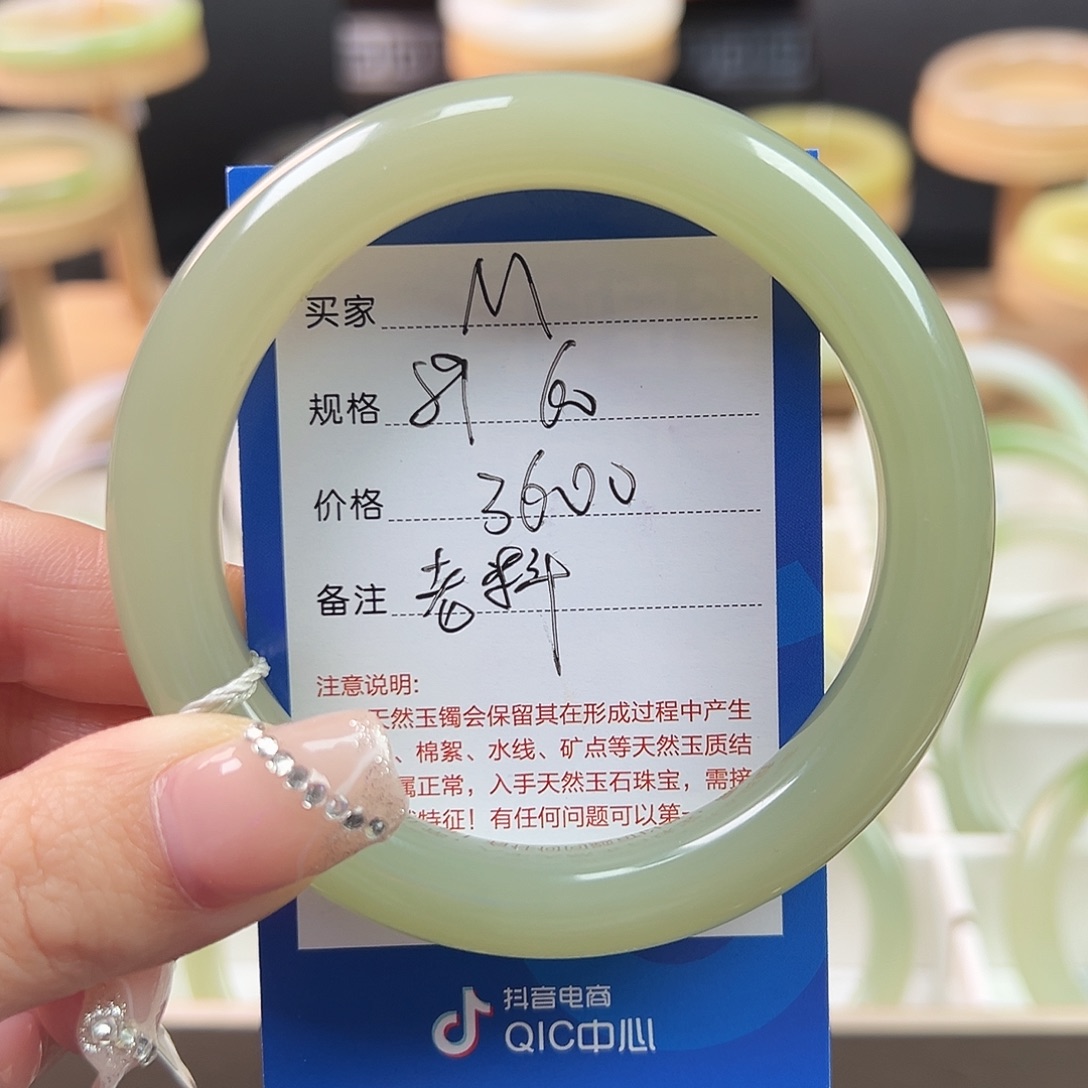 买家 M
规格
价格 3600
备注 老料
注意说明:
天然玉镯会保留其在形成过程中产生
、棉絮、水线、矿点等天然玉质结
属正常,入手天然玉石珠宝,需接
特征!有任何问题可以第一
抖音电商
QIC中心